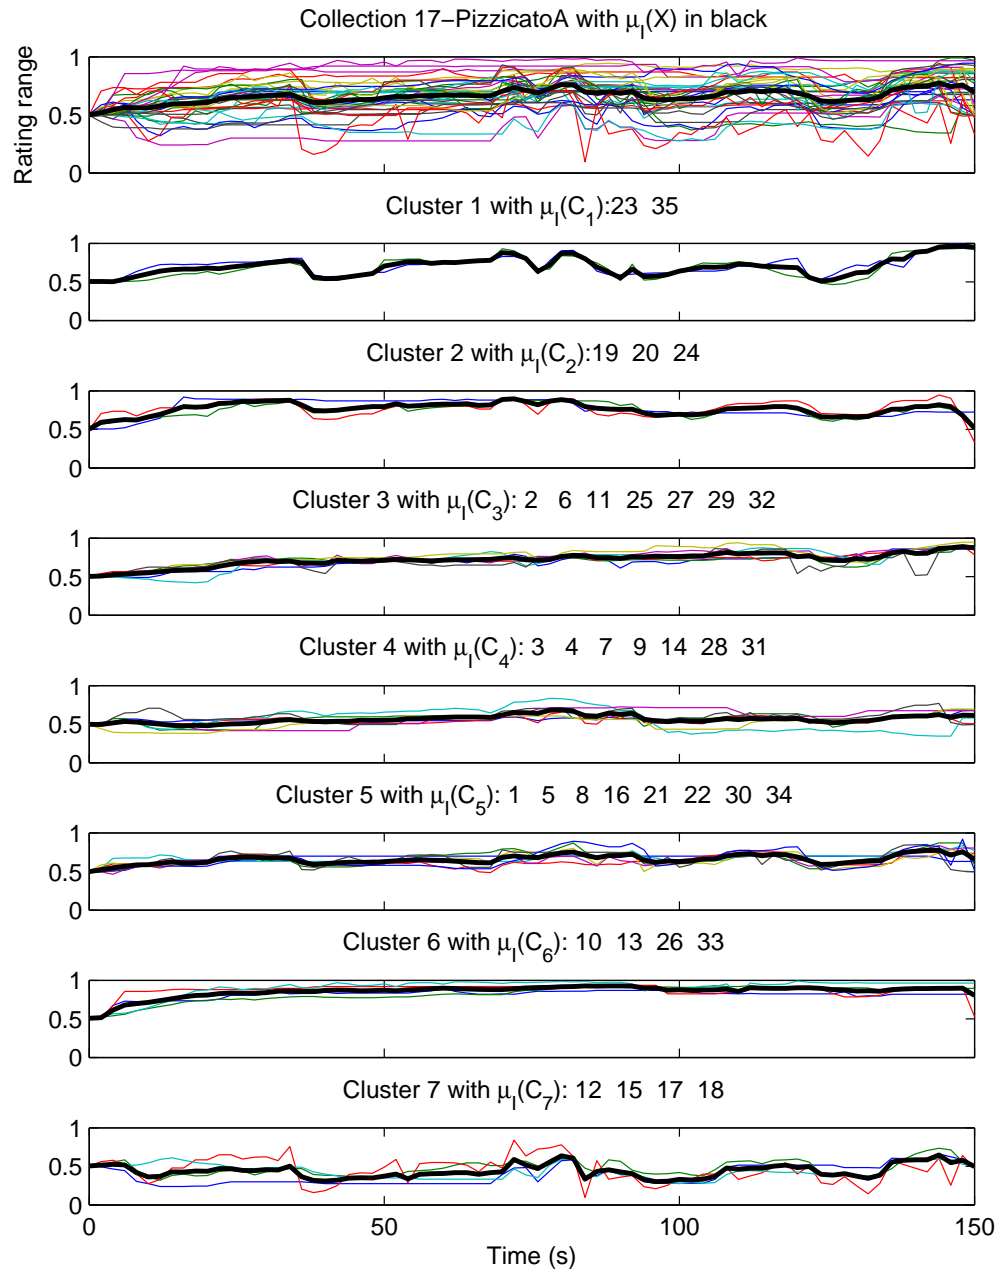 Collection 17−PizzicatoA with μI(X) in black
Rating range
1
0.5
0
Cluster 1 with μI(C1):23 35
1
0.5
0
Cluster 2 with μI(C2):19 20 24
1
0.5
0
Cluster 3 with μI(C3): 2 6 11 25 27 29 32
1
0.5
0
Cluster 4 with μI(C4): 3 4 7 9 14 28 31
1
0.5
0
Cluster 5 with μI(C5): 1 5 8 16 21 22 30 34
1
0.5
0
Cluster 6 with μI(C6): 10 13 26 33
1
0.5
0
Cluster 7 with μI(C7): 12 15 17 18
1
0.5
0
0 50 100 150
Time (s)